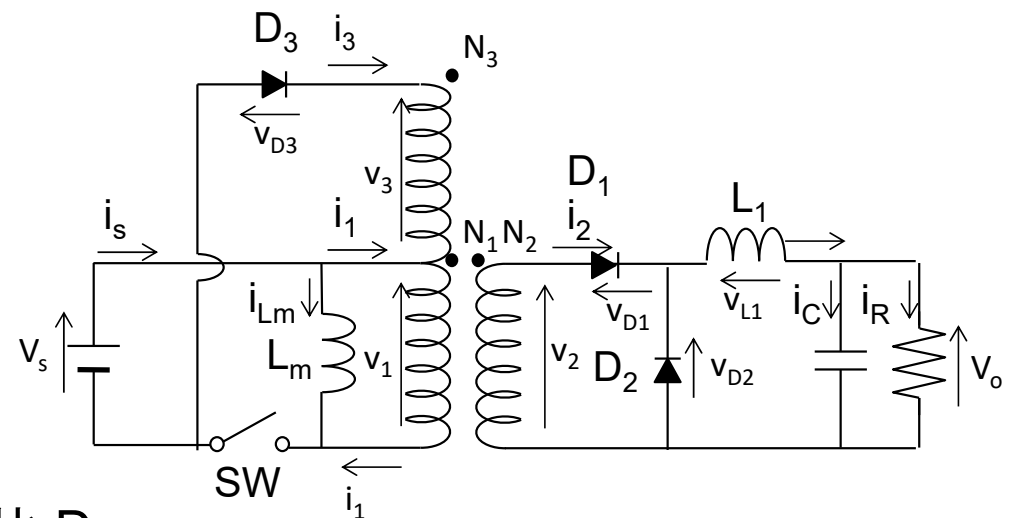 D3
i3
N3
vD3
v3
D1
L1
is
i1
N1 N2
i2
iLm
vD1
vL1
iC
iR
Vs
Lm
v1
v2
D2
vD2
Vo
SW
i1